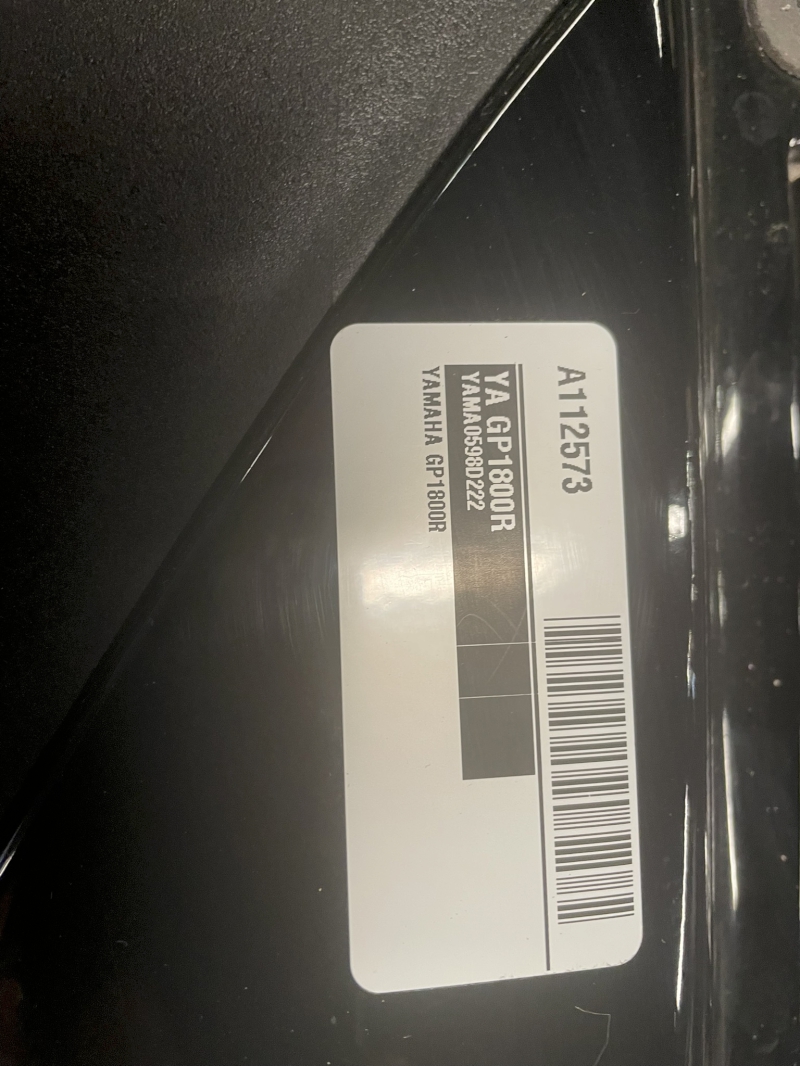 A112573
YA GP1800R
YAMA0598D222
YAMAHA GP1800R